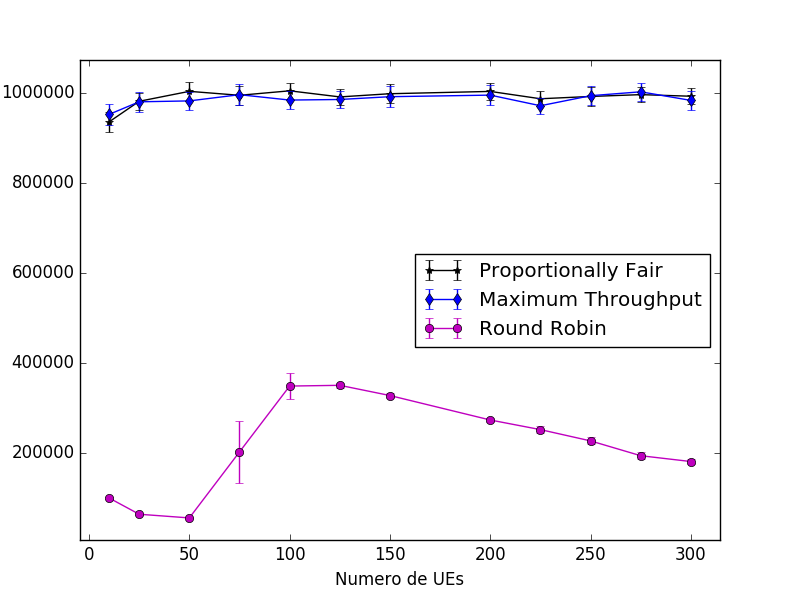 1000000
800000
600000
400000
200000
Proportionally Fair
Maximum Throughput
Round Robin
0 50 100 150 200 250 300
Numero de UEs